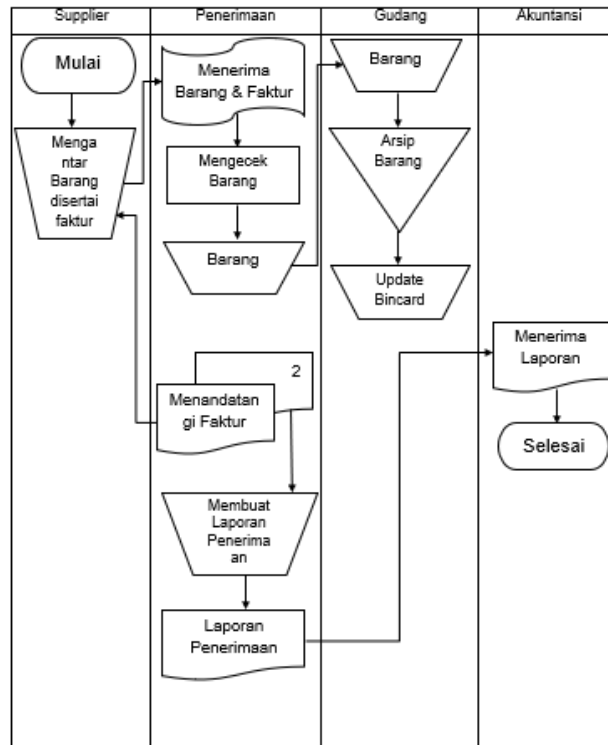 Supplier
Penerimaan
Gudang
Akuntansi
Mulai
Menga
ntar
Barang
disertai
faktur
Menerima
Barang & Faktur
Mengecek
Barang
Barang
2
Menandatan
gi Faktur
Membuat
Laporan
Penerima
an
Laporan
Penerimaan
Barang
Arsip
Barang
Update
Bincard
Menerima
Laporan
Selesai